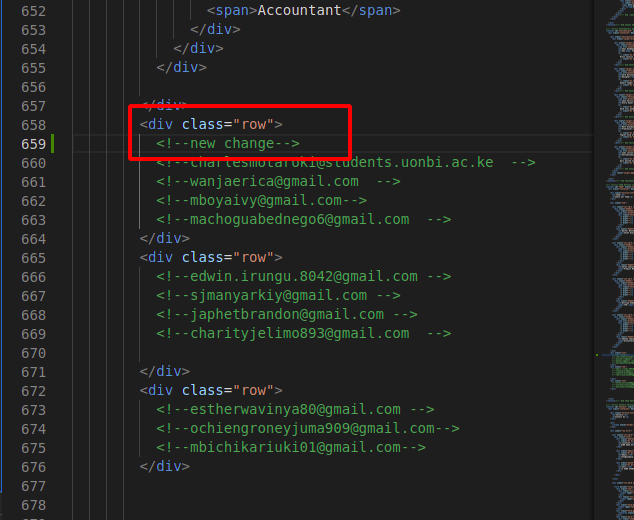 652 <span>Accountant</span>
653 </div>
654 </div>
655 </div>
656
657 </div>
658 <div class="row">
659 <!--new change-->
660 <!--charlesmotaroki@students.uonbi.ac.ke  -->
661 <!--wanjaerica@gmail.com  -->
662 <!--mboyaivy@gmail.com-->
663 <!--machoguabednego6@gmail.com  -->
664 </div>
665 <div class="row">
666 <!--edwin.irungu.8042@gmail.com -->
667 <!--sjmanyarkiy@gmail.com -->
668 <!--japhetbrandon@gmail.com -->
669 <!--charityjelimo893@gmail.com  -->
670
671 </div>
672 <div class="row">
673 <!--estherwavinya80@gmail.com -->
674 <!--ochiengroneyjuma909@gmail.com-->
675 <!--mbichikariuki01@gmail.com-->
676 </div>
677
678